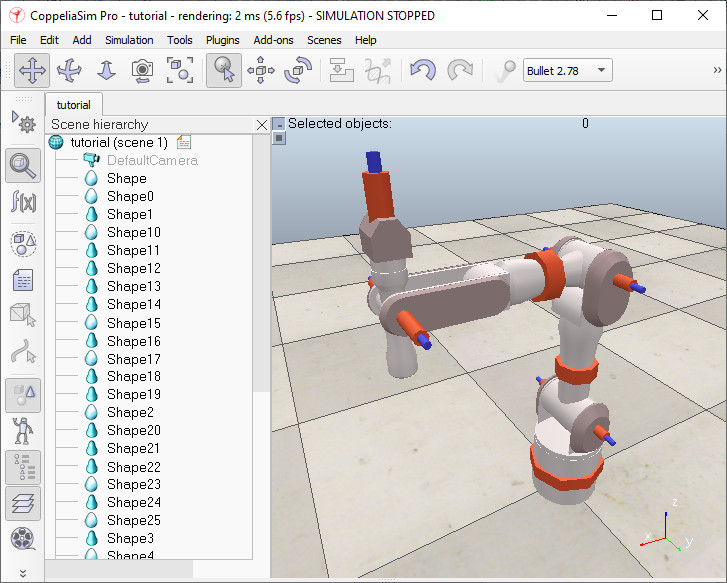 CoppeliaSim Pro - tutorial - rendering: 2 ms (5.6 fps) - SIMULATION STOPPED
File Edit Add Simulation Tools Plugins Add-ons Scenes Help
Bullet 2.78
»
tutorial
Scene hierarchy
Selected objects: 0
tutorial (scene 1)
DefaultCamera
Shape
Shape0
Shape1
Shape10
Shape11
Shape12
Shape13
Shape14
Shape15
Shape16
Shape17
Shape18
Shape19
Shape2
Shape20
Shape21
Shape22
Shape23
Shape24
Shape25
Shape3
Shape4
f(x)
z
x
y